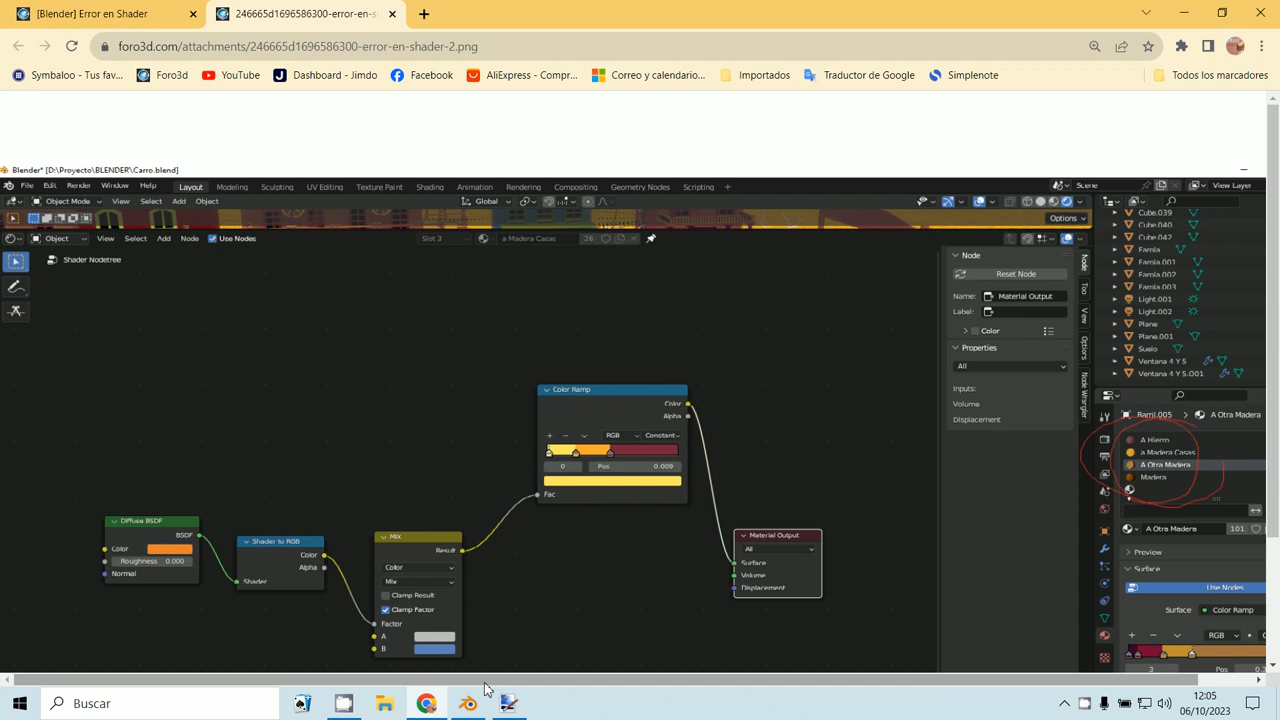 [Blender] Error en Shader
246665d1696586300-error-en-s
foro3d.com/attachments/246665d1696586300-error-en-shader-2.png
Symbaloo - Tus fav...
Foro3d
YouTube
Dashboard - Jimdo
Facebook
AliExpress - Compr...
Correo y calendario...
Importados
Traductor de Google
Simplenote
Todos los marcadores
Blender* [D:\Proyecto\BLENDER\Carro.blend]
File Edit Render Window Help
Layout Modeling Sculpting UV Editing Texture Paint Shading Animation Rendering Compositing Geometry Nodes Scripting +
Scene
View Layer
Object Mode View Select Add Object
Global
Options
Object View Select Add Node Use Nodes
Slot 3
a Madera Casas 26
Shader Nodetree
Node
Reset Node
Name: Material Output
Label:
Color
Properties
All
Inputs:
Volume
Displacement
Node
Too
View
Options
Node Wrangler
Cube.039
Cube.040
Cube.042
Farola
Farola.001
Farola.002
Farola.003
Light.001
Light.002
Plane
Plane.001
Suelo
Ventana 4 Y 5
Ventana 4 Y 5.001
Barril.005 > A Otra Madera
A Hierro
a Madera Casas
A Otra Madera
Madera
A Otra Madera 101
Preview
Surface
Use Nodes
Surface Color Ramp
RGB
3 Pos
Color Ramp
Color
Alpha
+ − RGB Constant
0 Pos 0.009
Fac
Diffuse BSDF
BSDF
Color
Roughness 0.000
Normal
Shader to RGB
Color
Alpha
Shader
Mix
Result
Color
Mix
Clamp Result
Clamp Factor
Factor
A
B
Material Output
All
Surface
Volume
Displacement
Buscar
12:05
06/10/2023